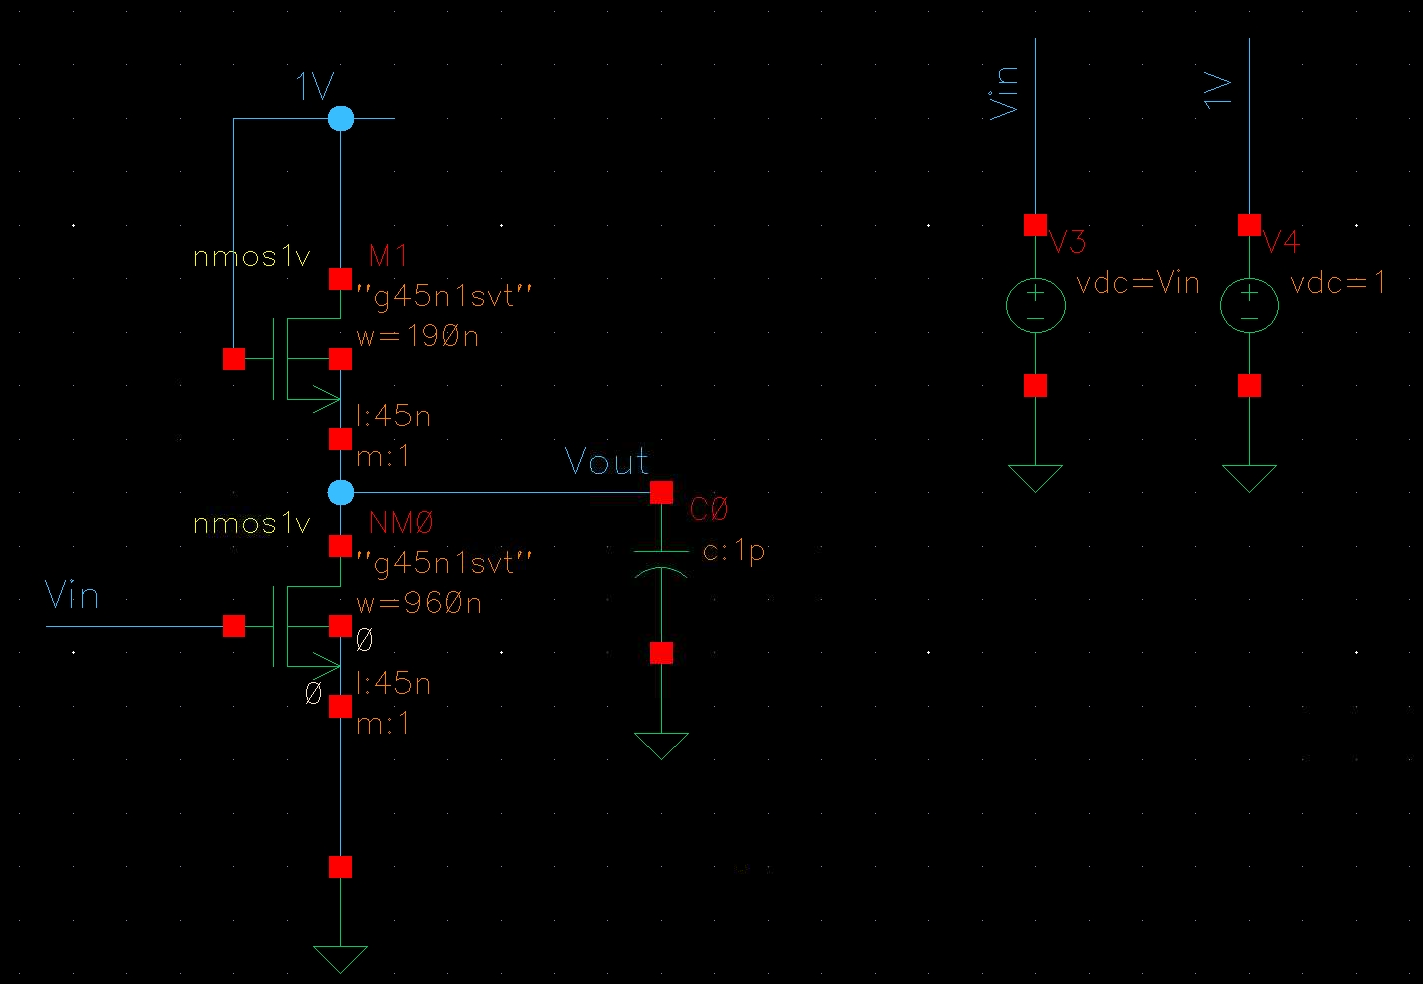 1V
nmos1v
M1
"g45n1svt"
w=190n
l:45n
m:1
Vout
nmos1v
NM0
"g45n1svt"
w=960n
Vin
0
0
l:45n
m:1
C0
c:1p
Vin
V3
vdc=Vin
1V
V4
vdc=1